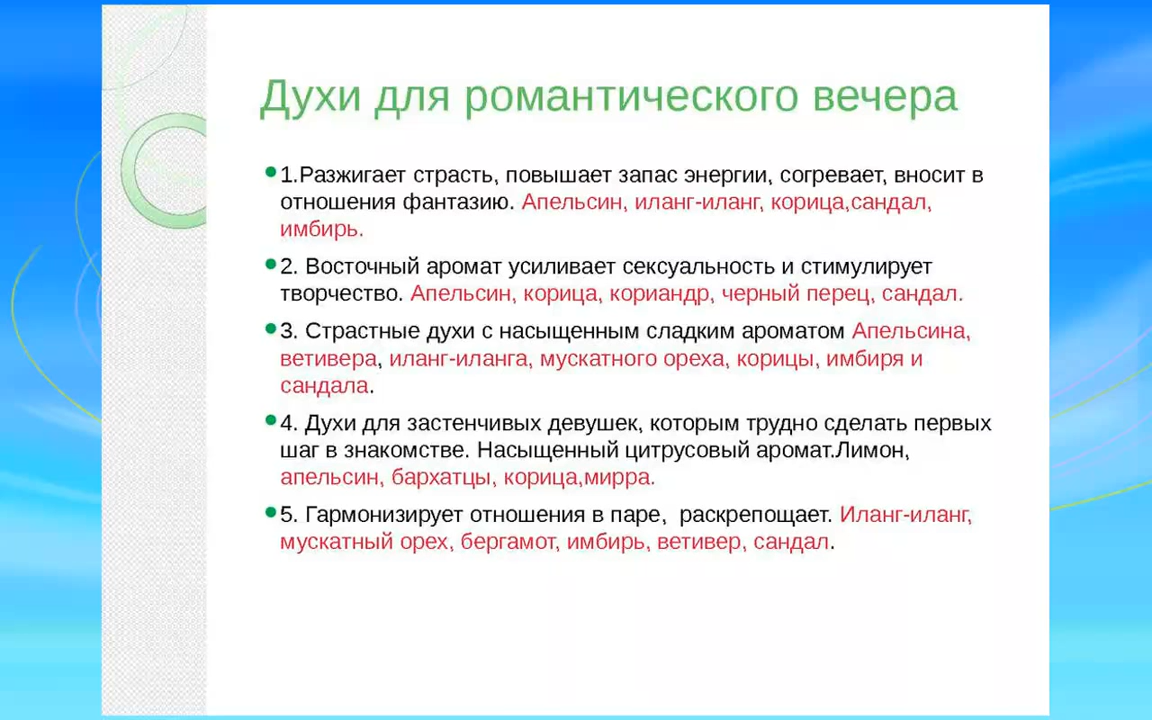 Духи для романтического вечера
1.Разжигает страсть, повышает запас энергии, согревает, вносит в
отношения фантазию. Апельсин, иланг-иланг, корица,сандал,
имбирь.
2. Восточный аромат усиливает сексуальность и стимулирует
творчество. Апельсин, корица, кориандр, черный перец, сандал.
3. Страстные духи с насыщенным сладким ароматом Апельсина,
ветивера, иланг-иланга, мускатного ореха, корицы, имбиря и
сандала.
4. Духи для застенчивых девушек, которым трудно сделать первых
шаг в знакомстве. Насыщенный цитрусовый аромат.Лимон,
апельсин, бархатцы, корица,мирра.
5. Гармонизирует отношения в паре,  раскрепощает. Иланг-иланг,
мускатный орех, бергамот, имбирь, ветивер, сандал.